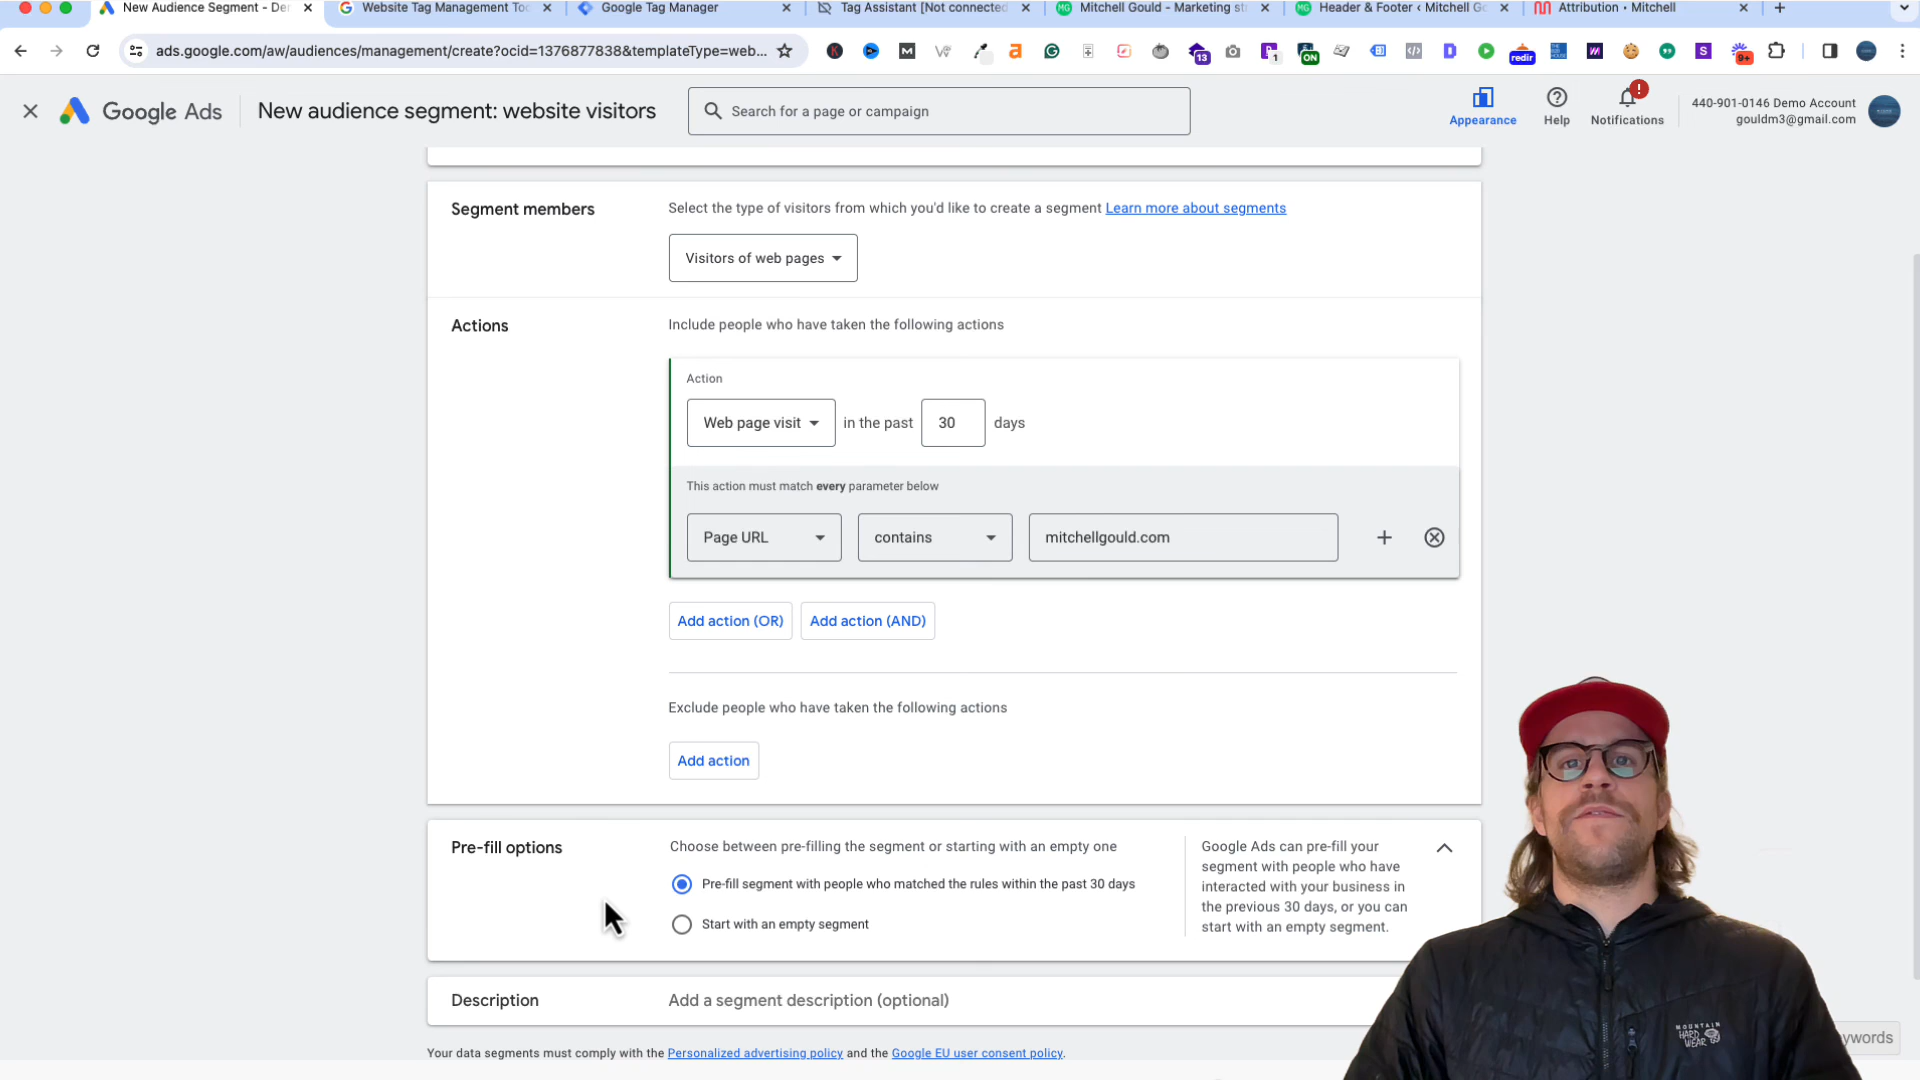 New Audience Segment - De
Website Tag Management Too
Google Tag Manager
Tag Assistant [Not connected
Mitchell Gould - Marketing st
Header & Footer ‹ Mitchell G
Attribution • Mitchell
ads.google.com/aw/audiences/management/create?ocid=1376877838&templateType=web...
13
1
ON
redir
9+
Google Ads
New audience segment: website visitors
Search for a page or campaign
Appearance
Help
Notifications
440-901-0146 Demo Account
gouldm3@gmail.com
Segment members
Select the type of visitors from which you'd like to create a segment Learn more about segments
Visitors of web pages
Actions
Include people who have taken the following actions
Action
Web page visit in the past 30 days
This action must match every parameter below
Page URL contains mitchellgould.com
Add action (OR) Add action (AND)
Exclude people who have taken the following actions
Add action
Pre-fill options
Choose between pre-filling the segment or starting with an empty one
Pre-fill segment with people who matched the rules within the past 30 days
Start with an empty segment
Google Ads can pre-fill your
segment with people who have
interacted with your business in
the previous 30 days, or you can
start with an empty segment.
Description
Add a segment description (optional)
Your data segments must comply with the Personalized advertising policy and the Google EU user consent policy.
ywords
MOUNTAIN
HARD
WEAR